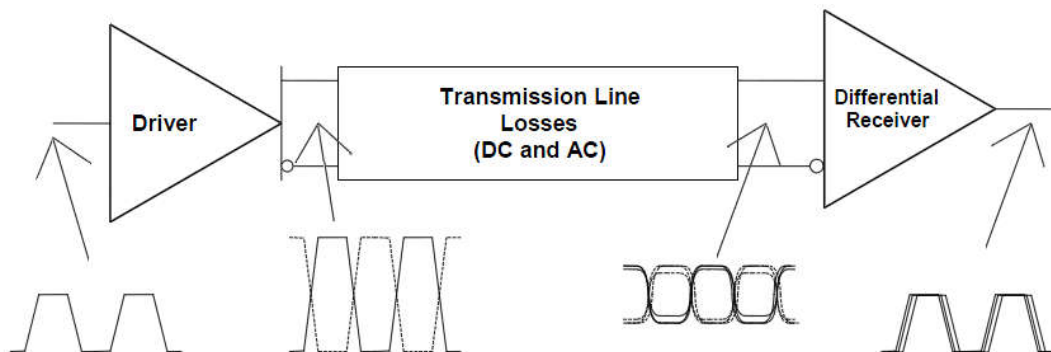 Driver
Transmission Line
Losses
(DC and AC)
Differential
Receiver